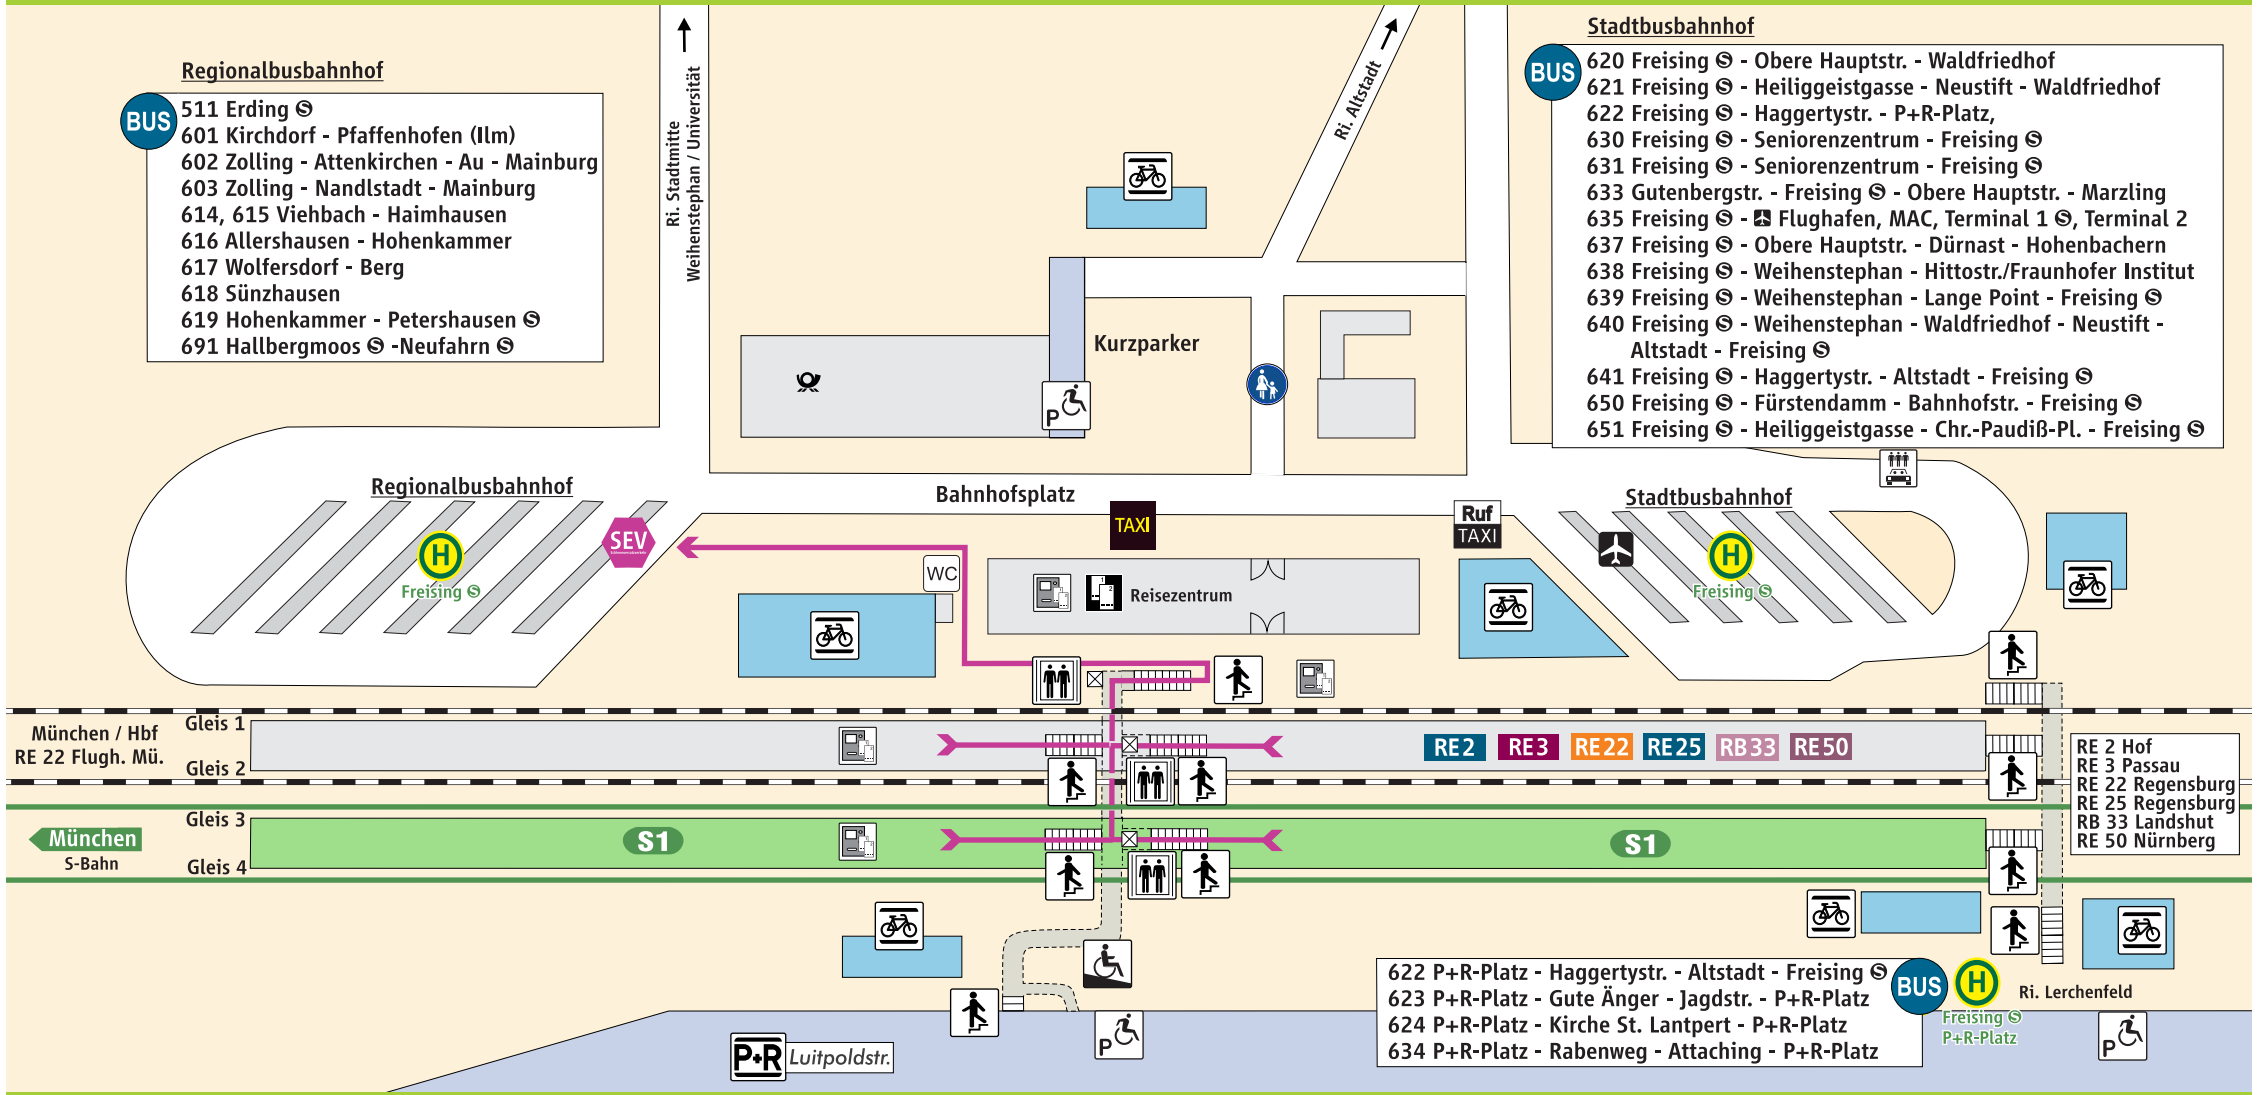 Regionalbusbahnhof
BUS
511 Erding S
601 Kirchdorf - Pfaffenhofen (Ilm)
602 Zolling - Attenkirchen - Au - Mainburg
603 Zolling - Nandlstadt - Mainburg
614, 615 Viehbach - Haimhausen
616 Allershausen - Hohenkammer
617 Wolfersdorf - Berg
618 Sünzhausen
619 Hohenkammer - Petershausen S
691 Hallbergmoos S -Neufahrn S
Ri. Stadtmitte
Weihenstephan / Universität
Ri. Altstadt
Stadtbusbahnhof
BUS
620 Freising S - Obere Hauptstr. - Waldfriedhof
621 Freising S - Heiliggeistgasse - Neustift - Waldfriedhof
622 Freising S - Haggertystr. - P+R-Platz,
630 Freising S - Seniorenzentrum - Freising S
631 Freising S - Seniorenzentrum - Freising S
633 Gutenbergstr. - Freising S - Obere Hauptstr. - Marzling
635 Freising S - Flughafen, MAC, Terminal 1 S, Terminal 2
637 Freising S - Obere Hauptstr. - Dürnast - Hohenbachern
638 Freising S - Weihenstephan - Hittostr./Fraunhofer Institut
639 Freising S - Weihenstephan - Lange Point - Freising S
640 Freising S - Weihenstephan - Waldfriedhof - Neustift -
Altstadt - Freising S
641 Freising S - Haggertystr. - Altstadt - Freising S
650 Freising S - Fürstendamm - Bahnhofstr. - Freising S
651 Freising S - Heiliggeistgasse - Chr.-Paudiß-Pl. - Freising S
Kurzparker
P
Regionalbusbahnhof
H
Freising S
SEV
Bahnhofsplatz
TAXI
Ruf
TAXI
Stadtbusbahnhof
H
Freising S
WC
Reisezentrum
München / Hbf
RE 22 Flugh. Mü.
Gleis 1
Gleis 2
RE2
RE3
RE22
RE25
RB33
RE50
RE 2 Hof
RE 3 Passau
RE 22 Regensburg
RE 25 Regensburg
RB 33 Landshut
RE 50 Nürnberg
München
S-Bahn
Gleis 3
Gleis 4
S1
S1
P+R
Luitpoldstr.
P
622 P+R-Platz - Haggertystr. - Altstadt - Freising S
623 P+R-Platz - Gute Änger - Jagdstr. - P+R-Platz
624 P+R-Platz - Kirche St. Lantpert - P+R-Platz
634 P+R-Platz - Rabenweg - Attaching - P+R-Platz
BUS
H
Freising S
P+R-Platz
Ri. Lerchenfeld
P